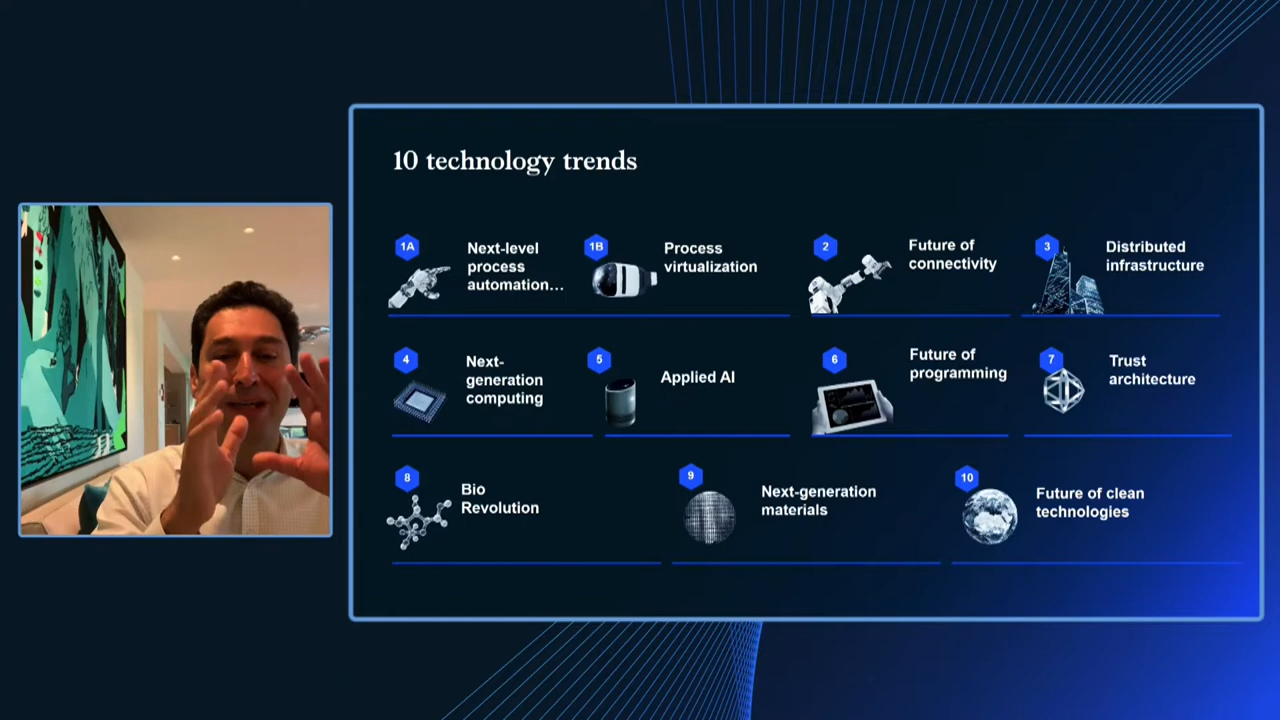 10 technology trends
1A
Next-level
process
automation...
1B
Process
virtualization
2
Future of
connectivity
3
Distributed
infrastructure
4
Next-
generation
computing
5
Applied AI
6
Future of
programming
7
Trust
architecture
8
Bio
Revolution
9
Next-generation
materials
10
Future of clean
technologies